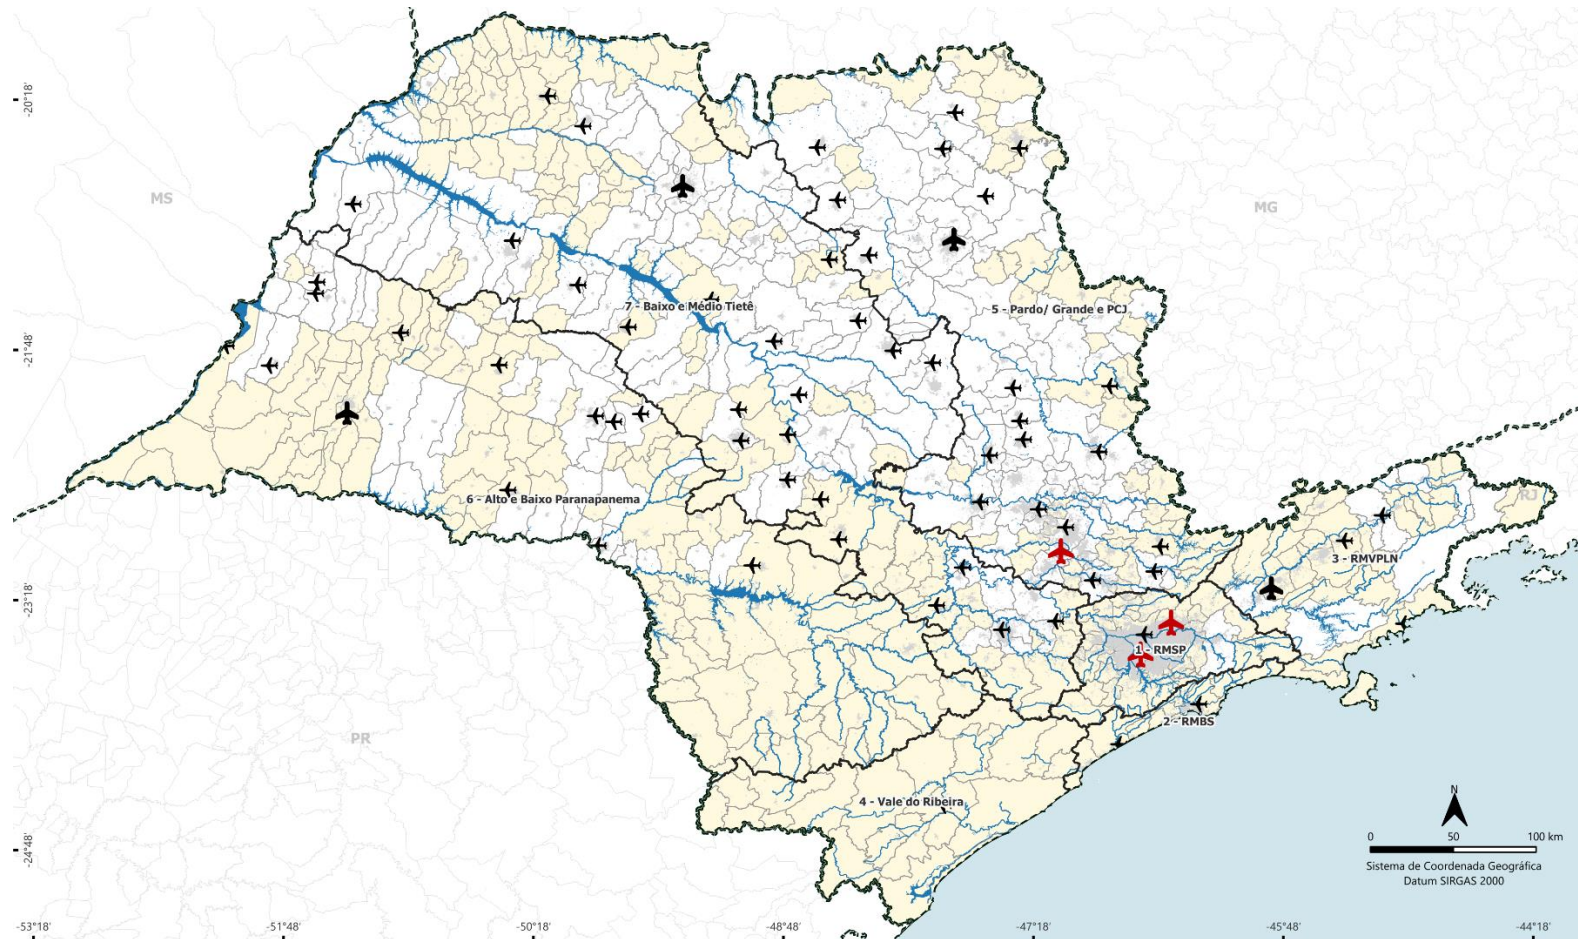 -20°18'
MS
MG
7 - Baixo e Médio Tietê
5 - Pardo/ Grande e PCJ
-21°48'
6 - Alto e Baixo Paranapanema
RJ
3 - RMVPLN
-23°18'
1 - RMSP
2 - RMBS
PR
4 - Vale do Ribeira
N
0 50 100 km
-24°48'
Sistema de Coordenada Geográfica
Datum SIRGAS 2000
-53°18' -51°48' -50°18' -48°48' -47°18' -45°48' -44°18'